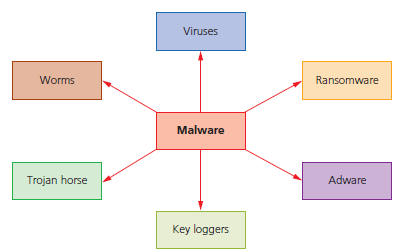 Viruses
Worms
Ransomware
Malware
Trojan horse
Adware
Key loggers